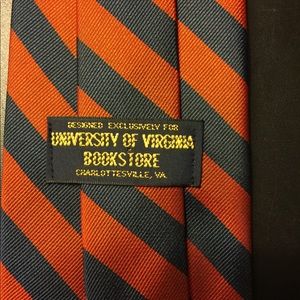 DESIGNED EXCLUSIVELY FOR
UNIVERSITY OF VIRGINIA
BOOKSTORE
CHARLOTTESVILLE, VA